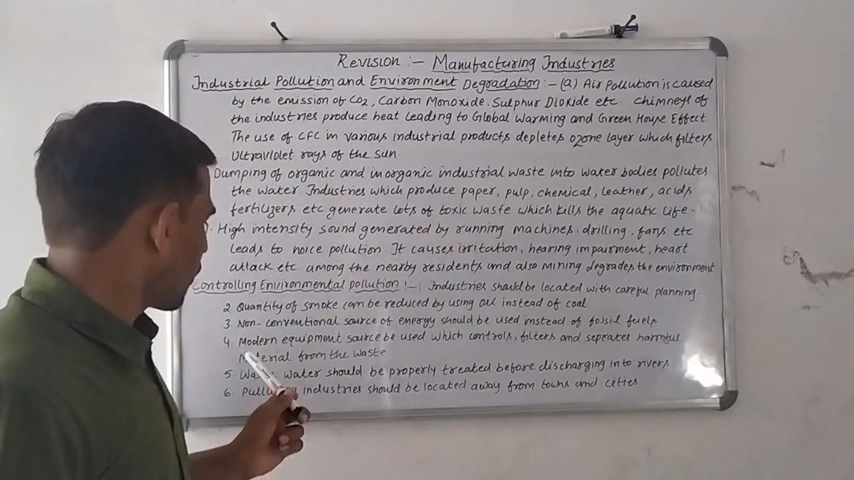 Revision :- Manufacturing Industries
Industrial Pollution and Environment Degradation :- (a) Air Pollution is caused
by the emission of CO2, Carbon Monoxide, Sulphur Dioxide etc chimneys of
the industries produce heat leading to Global Warming and Green House Effect
The use of CFC in various industrial products depletes ozone layer which filters
Ultraviolet rays of the Sun
Dumping of organic and inorganic industrial waste into water bodies pollutes
the water Industries which produce paper, pulp, chemical, leather, acids
fertilizers etc generate lots of toxic waste which kills the aquatic life-
High intensity sound generated by running machines, drilling, fans etc
leads to noice pollution It causes irritation, hearing impairment, heart
attack etc among the nearby residents and also mining degrades the environment
Controlling Environmental pollution :- 1. Industries should be located with careful planning.
2. Quantity of smoke can be reduced by using oil instead of coal
3. Non-conventional source of energy should be used instead of fossil fuels
4. Modern equipment source be used which controls, filters and seprates harmful
Material from the waste
5. Water should be properly treated before discharging into rivers
6. Polluting industries should be located away from towns and cities